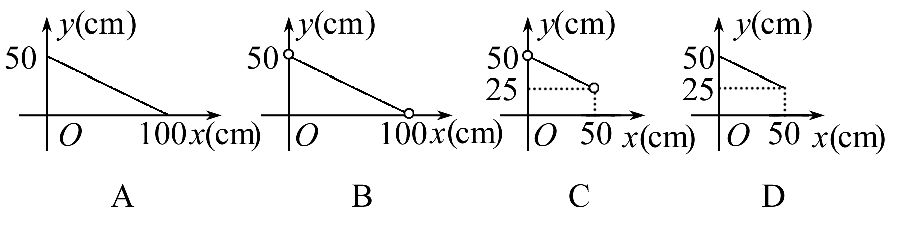 y(cm) y(cm) y(cm) y(cm)
50 50 50 50
25 25
O 100 x(cm) O 100 x(cm) O 50 x(cm) O 50 x(cm)
A B C D